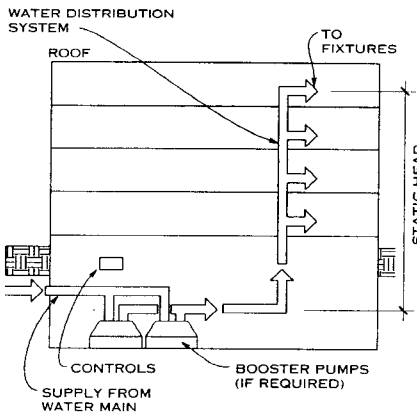 WATER DISTRIBUTION
SYSTEM
TO
FIXTURES
ROOF
STATIC HEAD
CONTROLS
BOOSTER PUMPS
(IF REQUIRED)
SUPPLY FROM
WATER MAIN